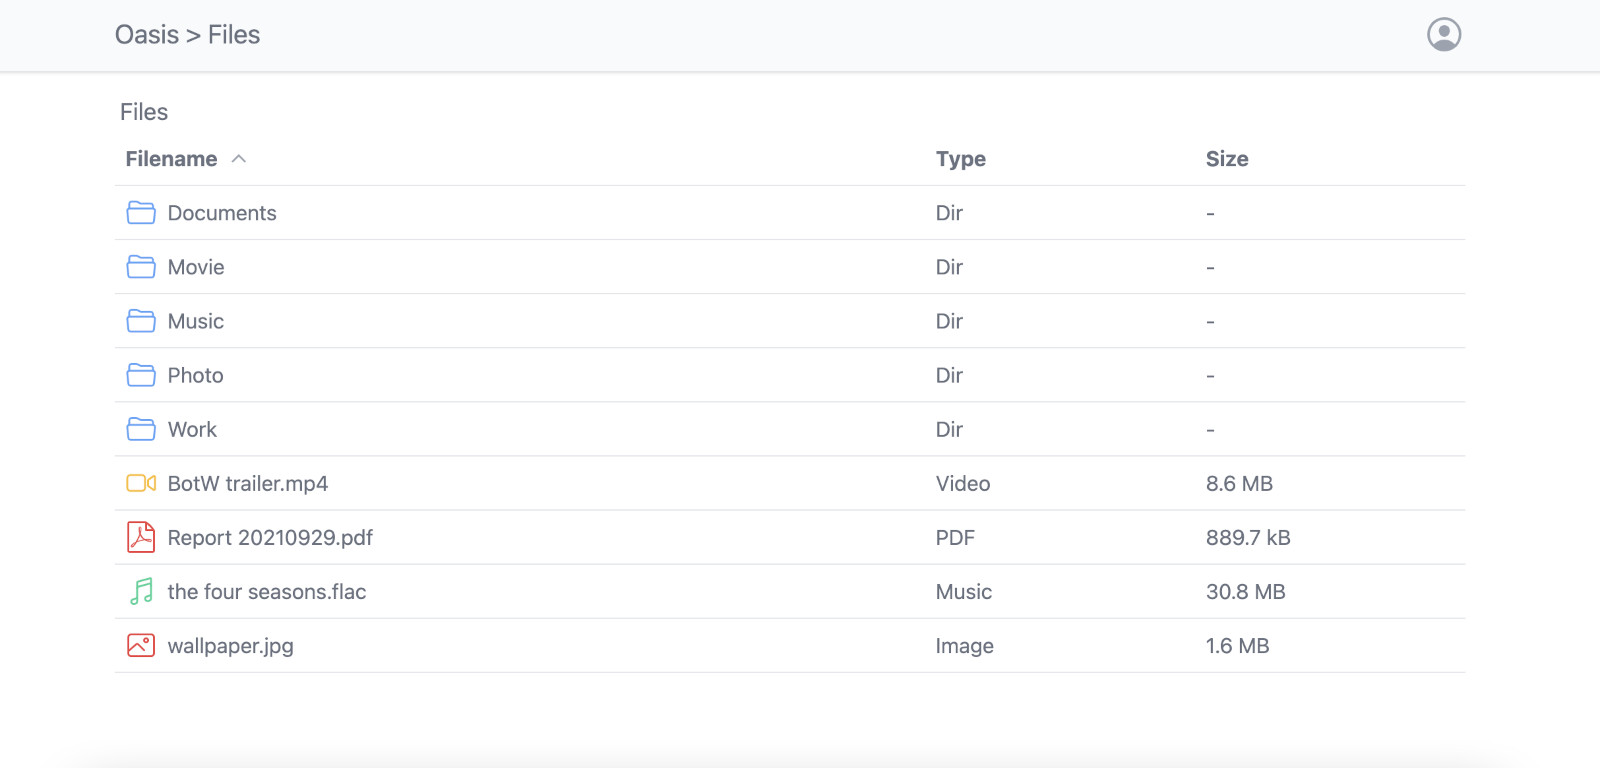 Oasis > Files
Files
Filename Type Size
Documents Dir -
Movie Dir -
Music Dir -
Photo Dir -
Work Dir -
BotW trailer.mp4 Video 8.6 MB
Report 20210929.pdf PDF 889.7 kB
the four seasons.flac Music 30.8 MB
wallpaper.jpg Image 1.6 MB